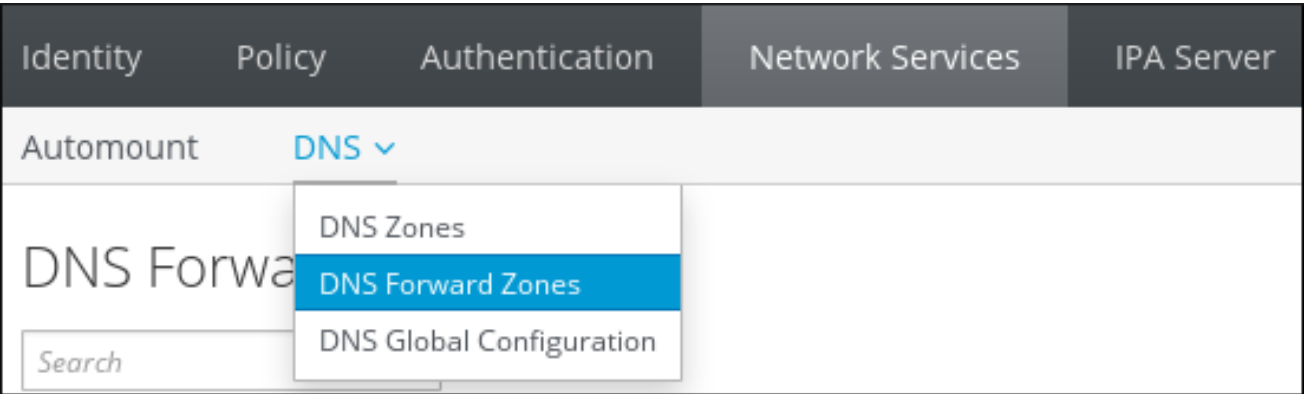 Identity Policy Authentication Network Services IPA Server
Automount DNS
DNS Zones
DNS Forwa
DNS Forward Zones
DNS Global Configuration
Search